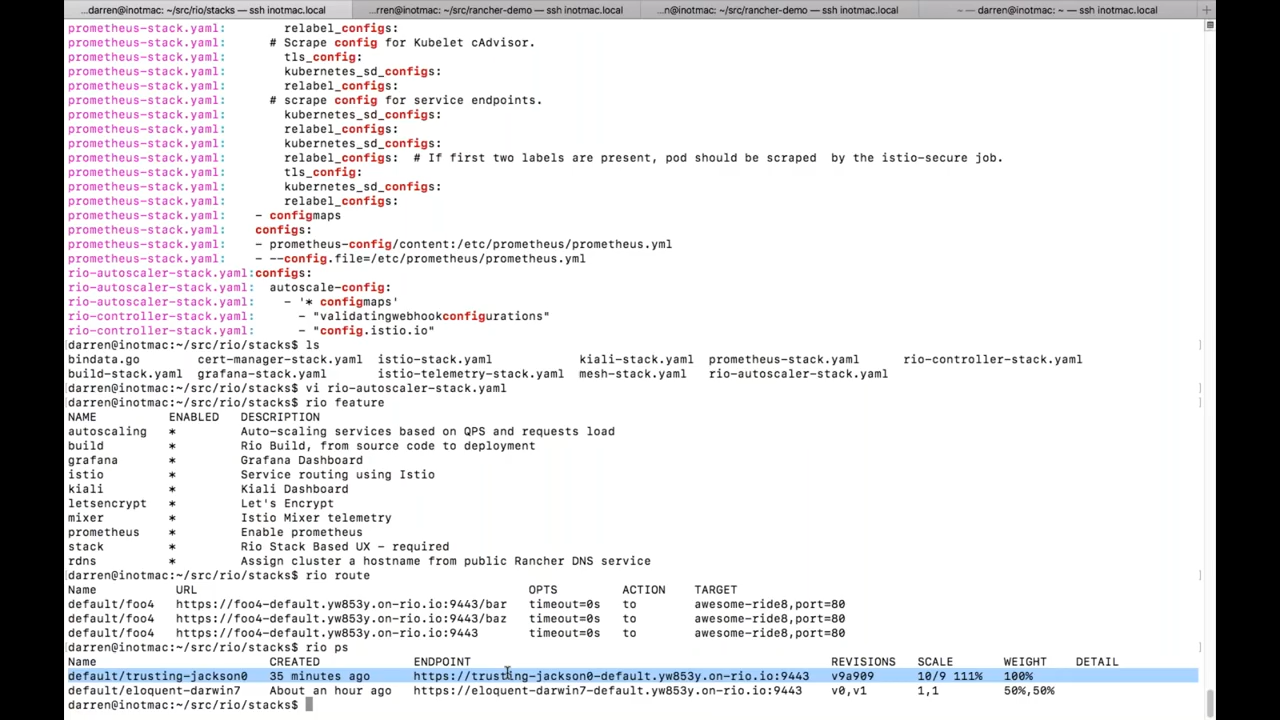 ...darren@inotmac: ~/src/rio/stacks — ssh inotmac.local ...rren@inotmac: ~/src/rancher-demo — ssh inotmac.local ...n@inotmac: ~/src/rancher-demo — ssh inotmac.local ~ — darren@inotmac: ~ — ssh inotmac.local +
prometheus-stack.yaml:        relabel_configs:
prometheus-stack.yaml:      # Scrape config for Kubelet cAdvisor.
prometheus-stack.yaml:        tls_config:
prometheus-stack.yaml:        kubernetes_sd_configs:
prometheus-stack.yaml:        relabel_configs:
prometheus-stack.yaml:      # scrape config for service endpoints.
prometheus-stack.yaml:        kubernetes_sd_configs:
prometheus-stack.yaml:        relabel_configs:
prometheus-stack.yaml:        kubernetes_sd_configs:
prometheus-stack.yaml:        relabel_configs:  # If first two labels are present, pod should be scraped  by the istio-secure job.
prometheus-stack.yaml:        tls_config:
prometheus-stack.yaml:        kubernetes_sd_configs:
prometheus-stack.yaml:        relabel_configs:
prometheus-stack.yaml:    - configmaps
prometheus-stack.yaml:    configs:
prometheus-stack.yaml:    - prometheus-config/content:/etc/prometheus/prometheus.yml
prometheus-stack.yaml:    - --config.file=/etc/prometheus/prometheus.yml
rio-autoscaler-stack.yaml:configs:
rio-autoscaler-stack.yaml:  autoscale-config:
rio-autoscaler-stack.yaml:    - '* configmaps'
rio-controller-stack.yaml:      - "validatingwebhookconfigurations"
rio-controller-stack.yaml:      - "config.istio.io"
darren@inotmac:~/src/rio/stacks$ ls
bindata.go        cert-manager-stack.yaml  istio-stack.yaml            kiali-stack.yaml  prometheus-stack.yaml      rio-controller-stack.yaml
build-stack.yaml  grafana-stack.yaml       istio-telemetry-stack.yaml  mesh-stack.yaml   rio-autoscaler-stack.yaml
darren@inotmac:~/src/rio/stacks$ vi rio-autoscaler-stack.yaml
darren@inotmac:~/src/rio/stacks$ rio feature
NAME          ENABLED   DESCRIPTION
autoscaling   *         Auto-scaling services based on QPS and requests load
build         *         Rio Build, from source code to deployment
grafana       *         Grafana Dashboard
istio         *         Service routing using Istio
kiali         *         Kiali Dashboard
letsencrypt   *         Let's Encrypt
mixer         *         Istio Mixer telemetry
prometheus    *         Enable prometheus
stack         *         Rio Stack Based UX - required
rdns          *         Assign cluster a hostname from public Rancher DNS service
darren@inotmac:~/src/rio/stacks$ rio route
Name           URL                                              OPTS         ACTION    TARGET
default/foo4   https://foo4-default.yw853y.on-rio.io:9443/bar   timeout=0s   to        awesome-ride8,port=80
default/foo4   https://foo4-default.yw853y.on-rio.io:9443/baz   timeout=0s   to        awesome-ride8,port=80
default/foo4   https://foo4-default.yw853y.on-rio.io:9443       timeout=0s   to        awesome-ride8,port=80
darren@inotmac:~/src/rio/stacks$ rio ps
Name                       CREATED             ENDPOINT                                                  REVISIONS   SCALE       WEIGHT    DETAIL
default/trusting-jackson0   35 minutes ago      https://trusting-jackson0-default.yw853y.on-rio.io:9443   v9a909      10/9 111%   100%
default/eloquent-darwin7   About an hour ago   https://eloquent-darwin7-default.yw853y.on-rio.io:9443    v0,v1       1,1         50%,50%
darren@inotmac:~/src/rio/stacks$